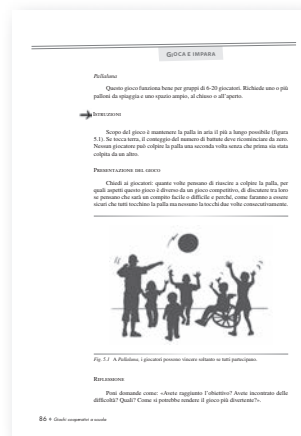 GIOCA E IMPARA
Pallaluna
Questo gioco funziona bene per gruppi di 6-20 giocatori. Richiede uno o più
palloni da spiaggia e uno spazio ampio, al chiuso o all'aperto.
ISTRUZIONI
Scopo del gioco è mantenere la palla in aria il più a lungo possibile (figura
5.1). Se tocca terra, il conteggio del numero di battute deve ricominciare da zero.
Nessun giocatore può colpire la palla una seconda volta senza che prima sia stata
colpita da un altro.
PRESENTAZIONE DEL GIOCO
Chiedi ai giocatori: quante volte pensano di riuscire a colpire la palla, per
quali aspetti questo gioco è diverso da un gioco competitivo, di discutere tra loro
se pensano che sarà un compito facile o difficile e perché, come faranno a essere
sicuri che tutti tocchino la palla ma nessuno la tocchi due volte consecutivamente.
Fig. 5.1 A Pallaluna, i giocatori possono vincere soltanto se tutti partecipano.
RIFLESSIONE
Poni domande come: «Avete raggiunto l'obiettivo? Avete incontrato delle
difficoltà? Quali? Come si potrebbe rendere il gioco più divertente?».
86 • Giochi cooperativi a scuola